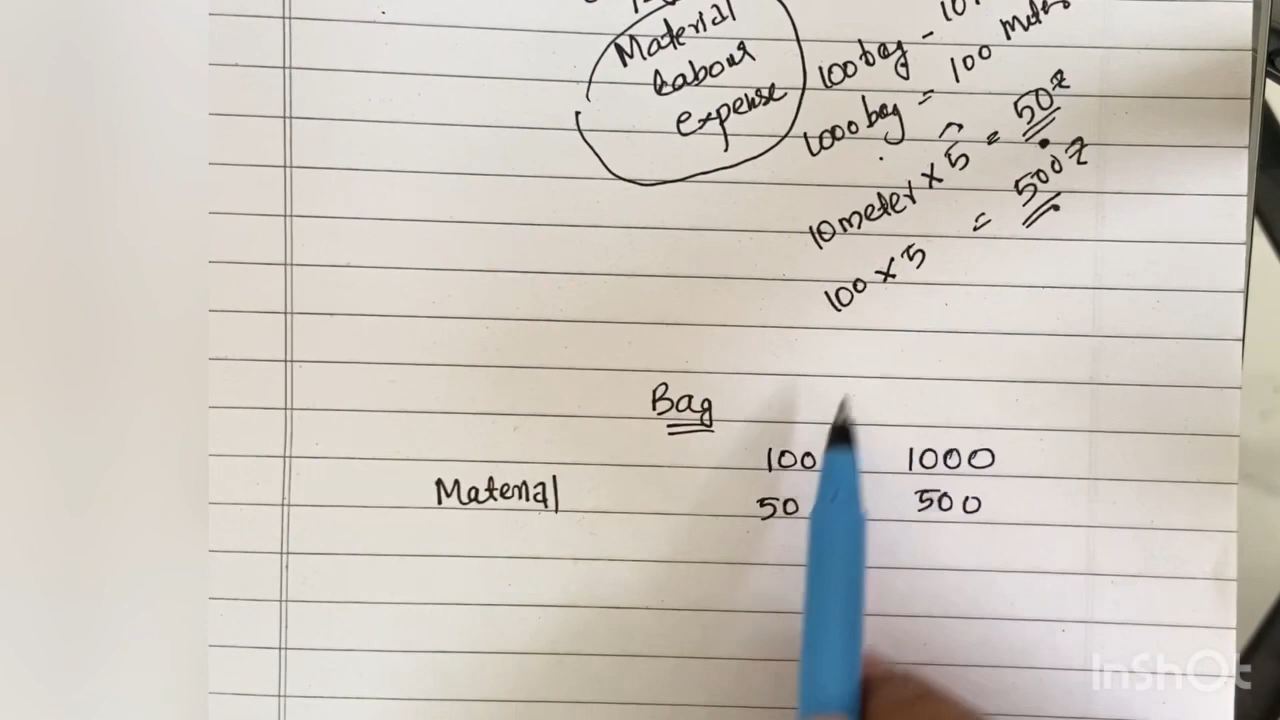 Material
Labour
expense
100 bag - 10
1000 bag = 100 meter
10 meter × 5 = 50
100 × 5 = 500
Bag
100 1000
Material 50 500
InShOt